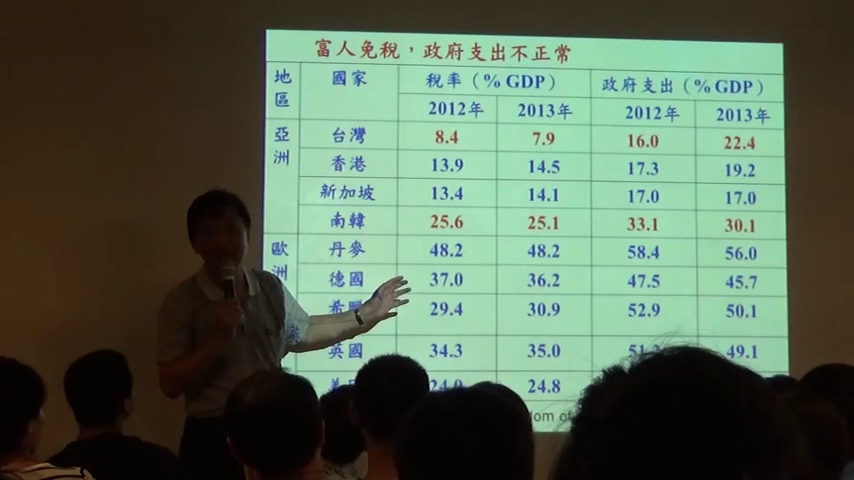 富人免稅，政府支出不正常
地區 國家 稅率（%GDP） 政府支出（%GDP）
2012年 2013年 2012年 2013年
亞洲 台灣 8.4 7.9 16.0 22.4
香港 13.9 14.5 17.3 19.2
新加坡 13.4 14.1 17.0 17.0
南韓 25.6 25.1 33.1 30.1
歐洲 丹麥 48.2 48.2 58.4 56.0
德國 37.0 36.2 47.5 45.7
29.4 30.9 52.9 50.1
英國 34.3 35.0 49.1
24.8